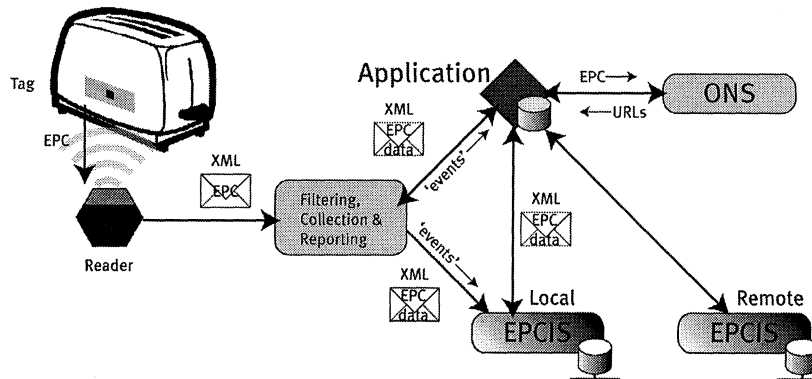 Tag
EPC
XML
EPC
Reader
Filtering,
Collection &
Reporting
Application
XML
EPC
data
'events'
'events'
XML
EPC
data
XML
EPC
data
EPC
URLs
ONS
Local
EPCIS
Remote
EPCIS